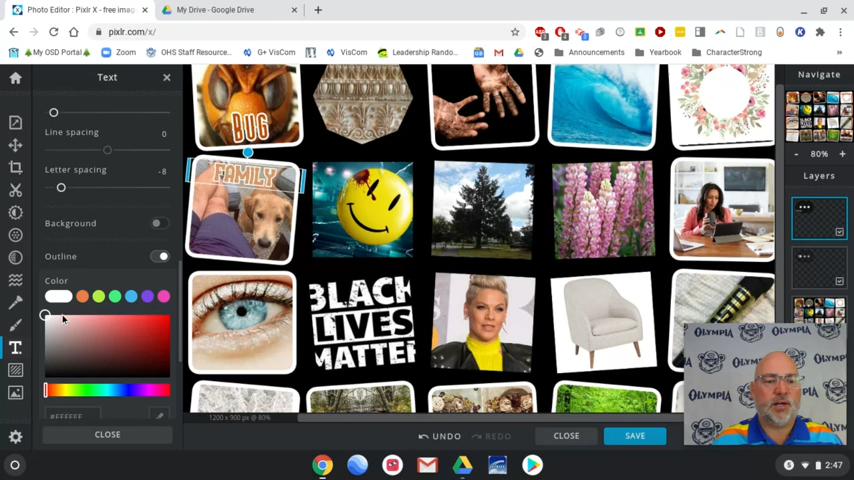 Photo Editor : Pixlr X - free imag
My Drive - Google Drive
pixlr.com/x/
My OSD Portal
Zoom
OHS Staff Resource...
G+ VisCom
VisCom
Leadership Rando...
Announcements
Yearbook
CharacterStrong
Text
Line spacing
0
Letter spacing
-8
Background
Outline
Color
#FFFFFF
CLOSE
BUG
FAMILY
BLACK
LIVES
MATTER
1200 x 900 px @ 80%
UNDO
REDO
CLOSE
SAVE
Navigate
80%
Layers
OLYMPIA
2:47